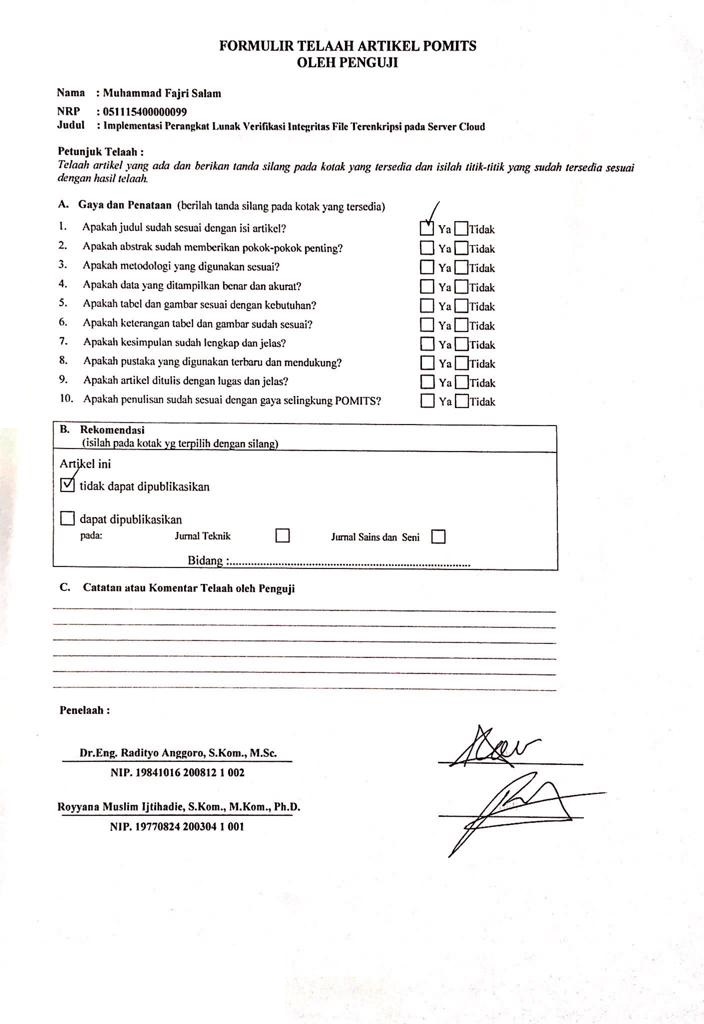 FORMULIR TELAAH ARTIKEL POMITS
OLEH PENGUJI
Nama : Muhammad Fajri Salam
NRP : 051115400000099
Judul : Implementasi Perangkat Lunak Verifikasi Integritas File Terenkripsi pada Server Cloud
Petunjuk Telaah :
Telaah artikel yang ada dan berikan tanda silang pada kotak yang tersedia dan isilah titik-titik yang sudah tersedia sesuai
dengan hasil telaah.
A. Gaya dan Penataan (berilah tanda silang pada kotak yang tersedia)
1. Apakah judul sudah sesuai dengan isi artikel? Ya Tidak
2. Apakah abstrak sudah memberikan pokok-pokok penting? Ya Tidak
3. Apakah metodologi yang digunakan sesuai? Ya Tidak
4. Apakah data yang ditampilkan benar dan akurat? Ya Tidak
5. Apakah tabel dan gambar sesuai dengan kebutuhan? Ya Tidak
6. Apakah keterangan tabel dan gambar sudah sesuai? Ya Tidak
7. Apakah kesimpulan sudah lengkap dan jelas? Ya Tidak
8. Apakah pustaka yang digunakan terbaru dan mendukung? Ya Tidak
9. Apakah artikel ditulis dengan lugas dan jelas? Ya Tidak
10. Apakah penulisan sudah sesuai dengan gaya selingkung POMITS? Ya Tidak
B. Rekomendasi
(isilah pada kotak yg terpilih dengan silang)
Artikel ini
tidak dapat dipublikasikan
dapat dipublikasikan
pada: Jurnal Teknik Jurnal Sains dan Seni
Bidang :................................................................................
C. Catatan atau Komentar Telaah oleh Penguji
Penelaah :
Dr.Eng. Radityo Anggoro, S.Kom., M.Sc.
NIP. 19841016 200812 1 002
Royyana Muslim Ijtihadie, S.Kom., M.Kom., Ph.D.
NIP. 19770824 200304 1 001